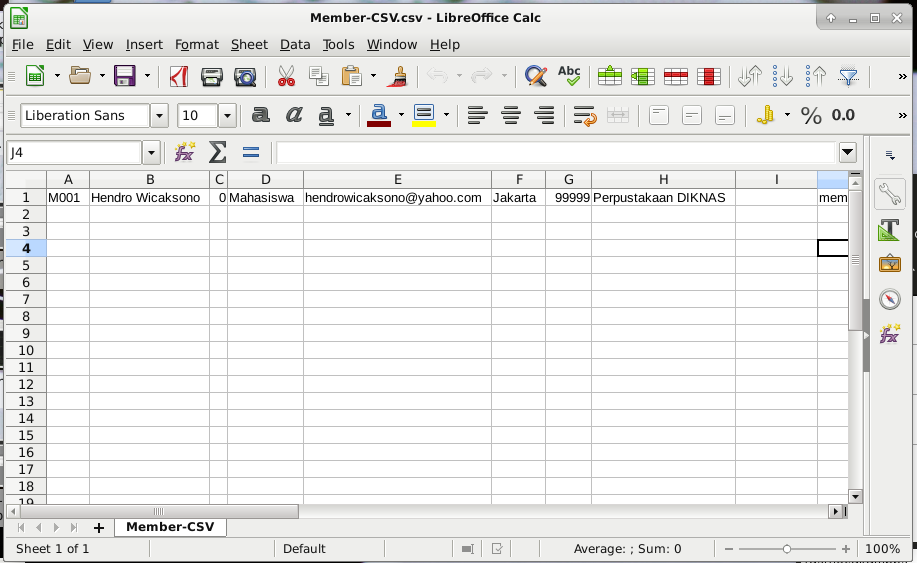 Member-CSV.csv - LibreOffice Calc
File Edit View Insert Format Sheet Data Tools Window Help
Abc
Liberation Sans 10 a a a a % 0.0
J4 fx Σ =
A B C D E F G H I
1 M001 Hendro Wicaksono 0 Mahasiswa hendrowicaksono@yahoo.com Jakarta 99999 Perpustakaan DIKNAS mem
2
3
4
5
6
7
8
9
10
11
12
13
14
15
16
17
18
19
Member-CSV
Sheet 1 of 1 Default Average: ; Sum: 0 100%